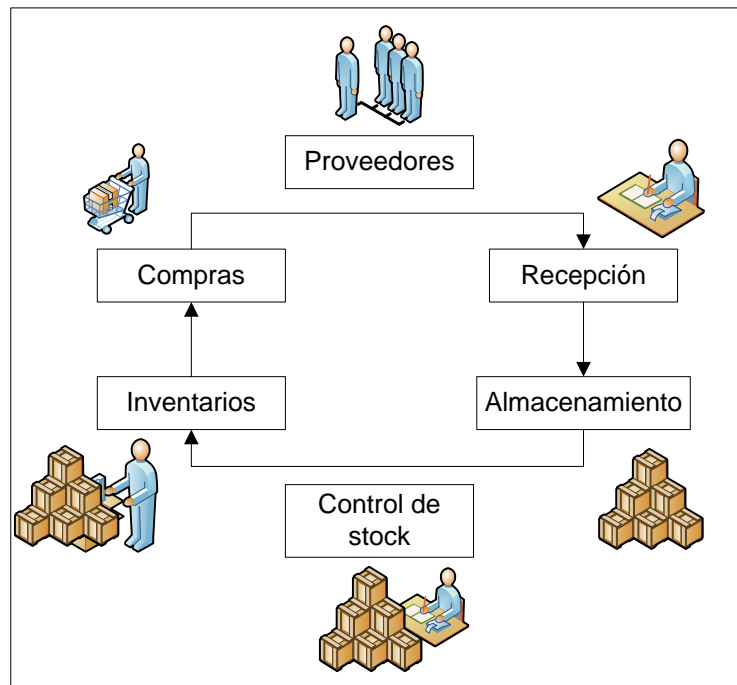 Proveedores
Compras
Recepción
Inventarios
Almacenamiento
Control de
stock